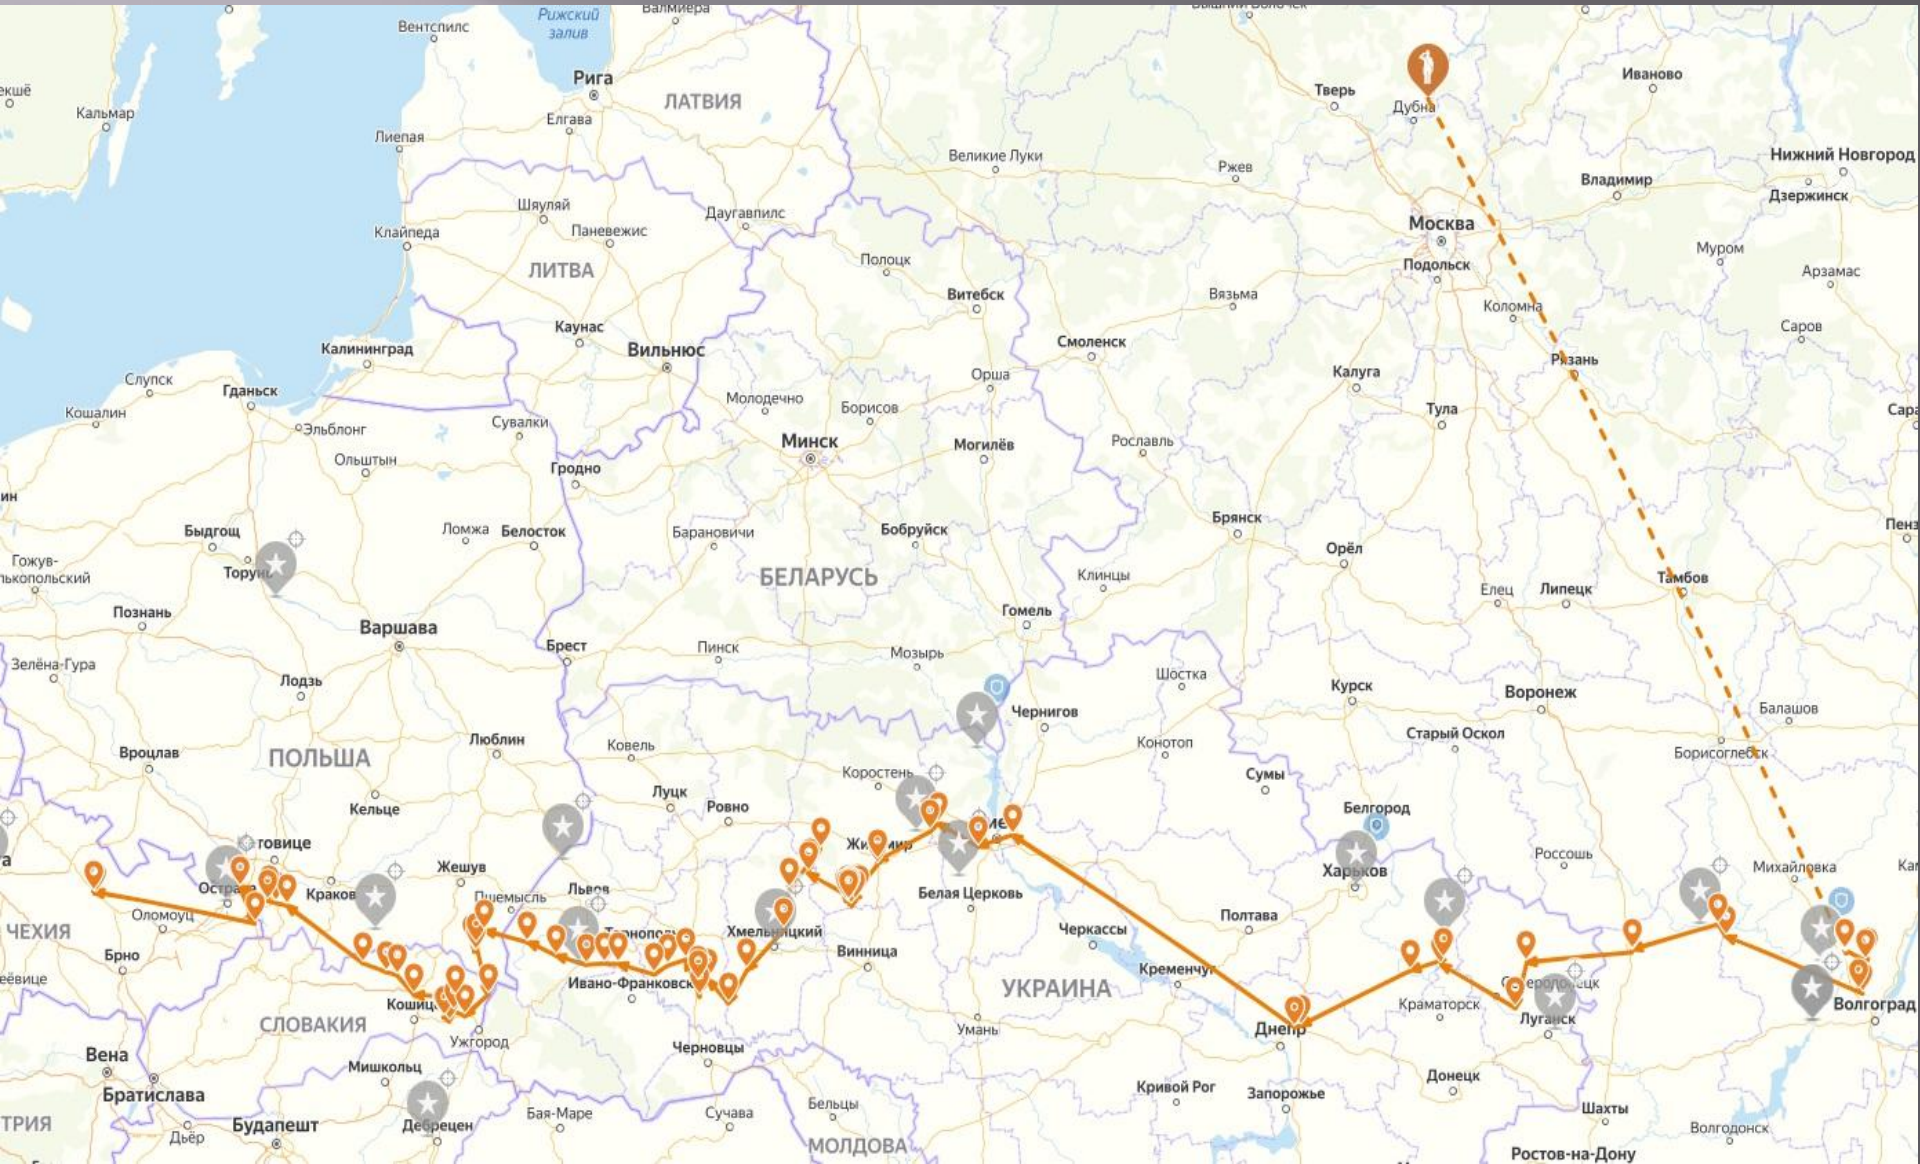 Рижский
залив
Валмиера
Вентспилс
Рига
ЛАТВИЯ
Тверь
Иваново
Кальмар
Елгава
Дубна
Лиепая
Великие Луки
Ржев
Нижний Новгород
Владимир
Дзержинск
Шяуляй
Даугавпилс
Клайпеда
Паневежис
Москва
Муром
ЛИТВА
Полоцк
Подольск
Арзамас
Витебск
Вязьма
Коломна
Каунас
Саров
Калининград
Вильнюс
Смоленск
Рязань
Слупск
Гданьск
Орша
Калуга
Молодечно
Борисов
Тула
Кошалин
Эльблонг
Сувалки
Минск
Могилёв
Рославль
Ольштын
Гродно
Быдгощ
Ломжа
Белосток
Барановичи
Бобруйск
Брянск
Орёл
Гожув-
БЕЛАРУСЬ
Клинцы
Тамбов
Елец
Липецк
Познань
Варшава
Гомель
Брест
Пинск
Мозырь
Зелёна-Гура
Лодзь
Шостка
Курск
Воронеж
Чернигов
Балашов
Вроцлав
ПОЛЬША
Люблин
Ковель
Конотоп
Старый Оскол
Борисоглебск
Коростень
Сумы
Кельце
Луцк
Ровно
Белгород
Россошь
Михайловка
Жешув
Харьков
Краков
Пшемысль
Львов
Белая Церковь
Оломоуц
Полтава
ЧЕХИЯ
Хмельницкий
Черкассы
Брно
Винница
Ивано-Франковск
УКРАИНА
Кременчуг
Краматорск
Волгоград
СЛОВАКИЯ
Луганск
Днепр
Умань
Ужгород
Черновцы
Вена
Мишкольц
Донецк
Братислава
Кривой Рог
Запорожье
Бая-Маре
Сучава
Бельцы
Шахты
Будапешт
Дебрецен
Дьёр
МОЛДОВА
Волгодонск
Ростов-на-Дону